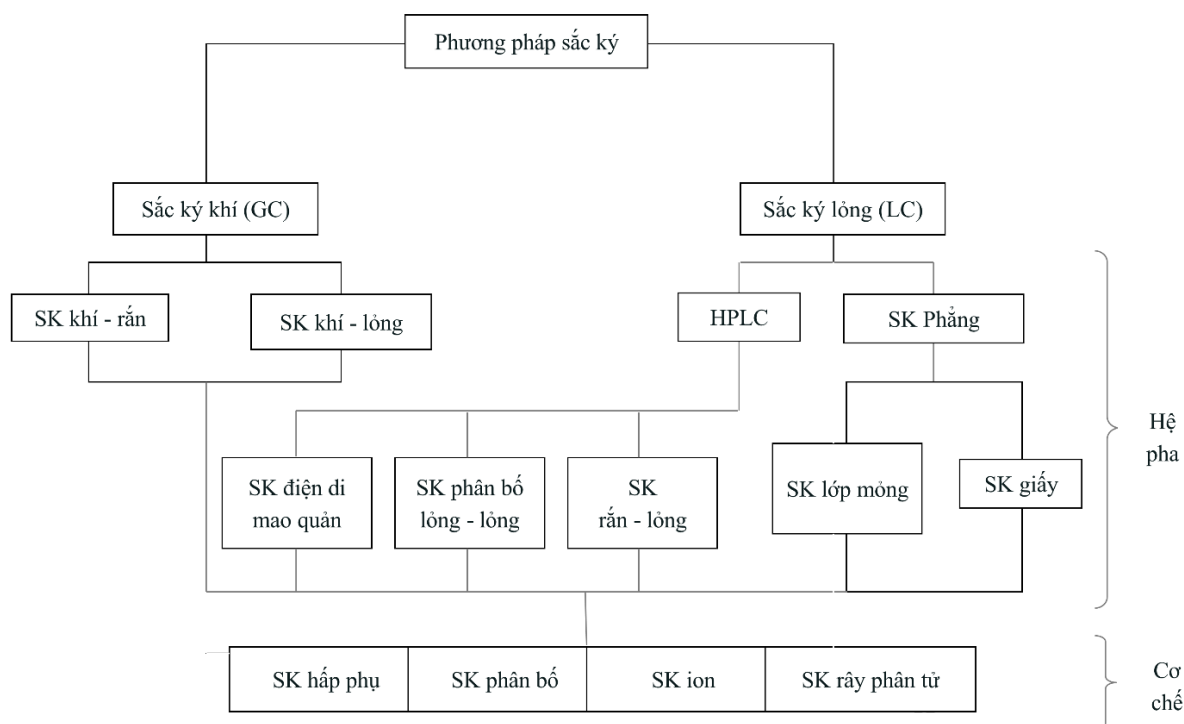 Phương pháp sắc ký
Sắc ký khí (GC)
Sắc ký lỏng (LC)
SK khí - rắn
SK khí - lỏng
HPLC
SK Phẳng
SK điện di
mao quản
SK phân bố
lỏng - lỏng
SK
rắn - lỏng
SK lớp mỏng
SK giấy
Hệ
pha
SK hấp phụ
SK phân bố
SK ion
SK rây phân tử
Cơ
chế